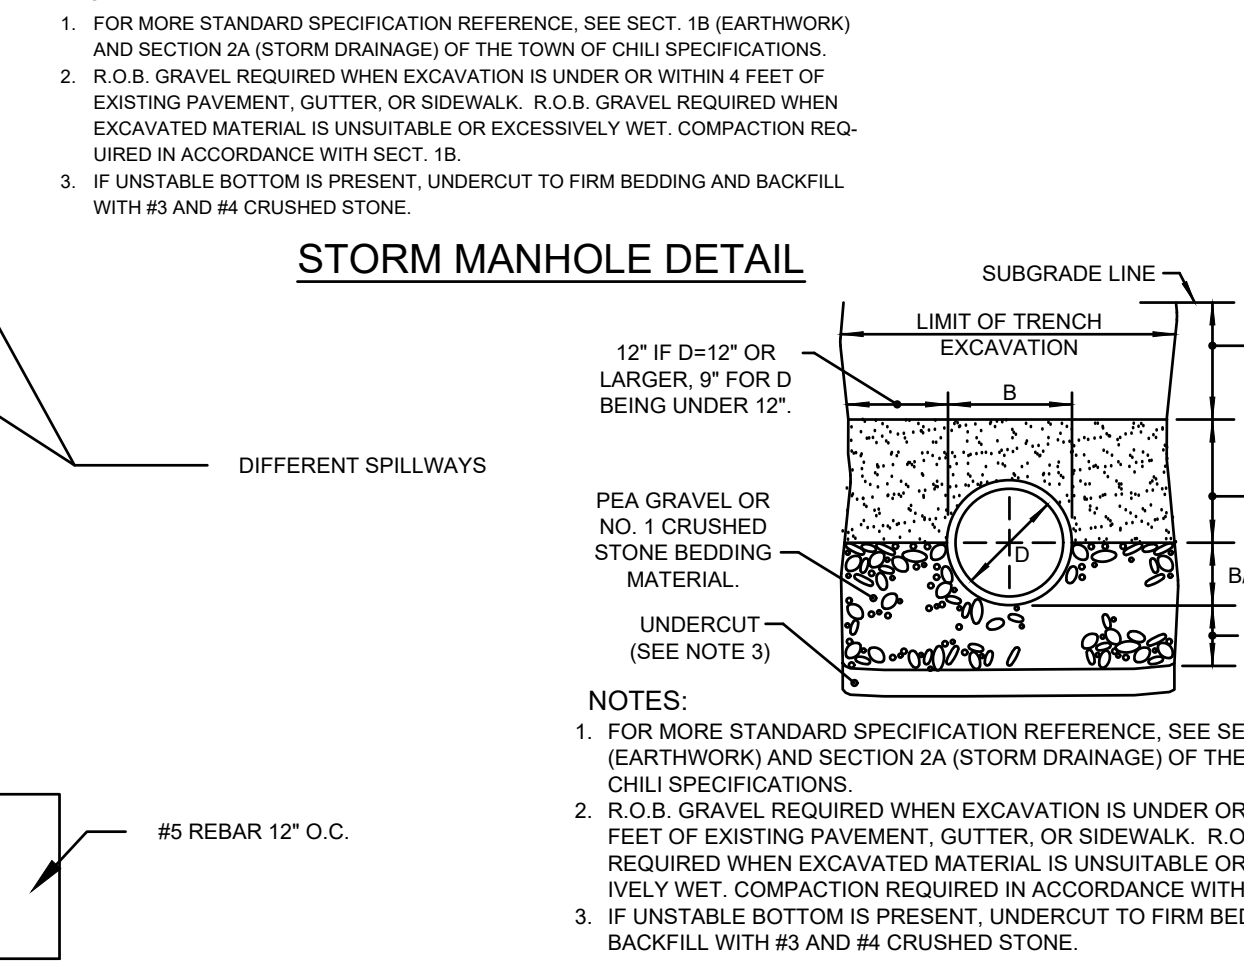 1. FOR MORE STANDARD SPECIFICATION REFERENCE, SEE SECT. 1B (EARTHWORK)
AND SECTION 2A (STORM DRAINAGE) OF THE TOWN OF CHILI SPECIFICATIONS.
2. R.O.B. GRAVEL REQUIRED WHEN EXCAVATION IS UNDER OR WITHIN 4 FEET OF
EXISTING PAVEMENT, GUTTER, OR SIDEWALK. R.O.B. GRAVEL REQUIRED WHEN
EXCAVATED MATERIAL IS UNSUITABLE OR EXCESSIVELY WET. COMPACTION REQ-
UIRED IN ACCORDANCE WITH SECT. 1B.
3. IF UNSTABLE BOTTOM IS PRESENT, UNDERCUT TO FIRM BEDDING AND BACKFILL
WITH #3 AND #4 CRUSHED STONE.
STORM MANHOLE DETAIL
SUBGRADE LINE
LIMIT OF TRENCH
EXCAVATION
12" IF D=12" OR
LARGER, 9" FOR D
BEING UNDER 12".
B
DIFFERENT SPILLWAYS
PEA GRAVEL OR
NO. 1 CRUSHED
STONE BEDDING
MATERIAL.
D
B/
UNDERCUT
(SEE NOTE 3)
NOTES:
1. FOR MORE STANDARD SPECIFICATION REFERENCE, SEE SE
(EARTHWORK) AND SECTION 2A (STORM DRAINAGE) OF THE
CHILI SPECIFICATIONS.
2. R.O.B. GRAVEL REQUIRED WHEN EXCAVATION IS UNDER OR
FEET OF EXISTING PAVEMENT, GUTTER, OR SIDEWALK. R.O
REQUIRED WHEN EXCAVATED MATERIAL IS UNSUITABLE OR
IVELY WET. COMPACTION REQUIRED IN ACCORDANCE WITH
3. IF UNSTABLE BOTTOM IS PRESENT, UNDERCUT TO FIRM BED
BACKFILL WITH #3 AND #4 CRUSHED STONE.
#5 REBAR 12" O.C.